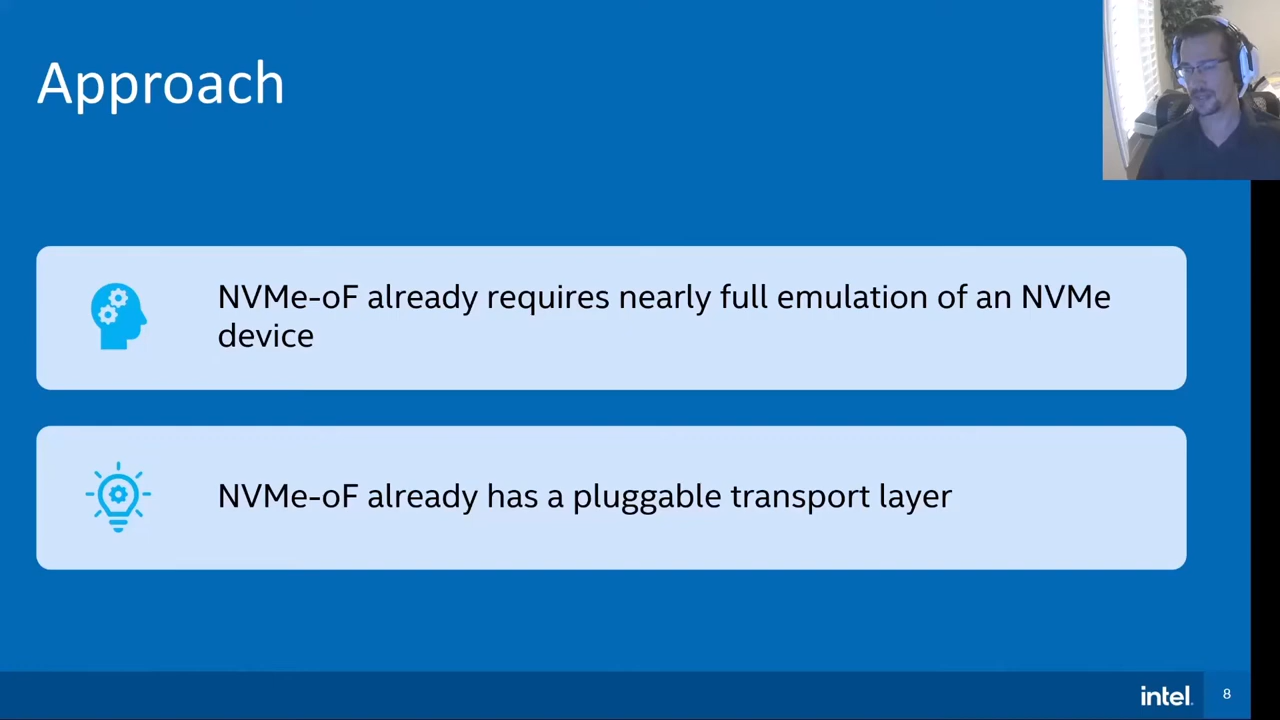 Approach
NVMe-oF already requires nearly full emulation of an NVMe
device
NVMe-oF already has a pluggable transport layer
intel.
8